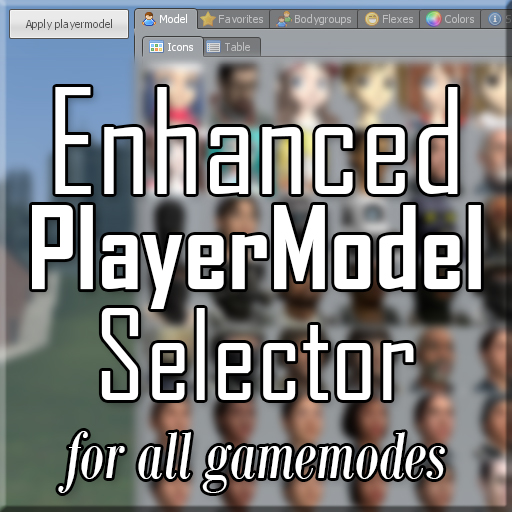 Apply playermodel
Model Favorites Bodygroups Flexes Colors
Icons Table
Enhanced
PlayerModel
Selector
for all gamemodes